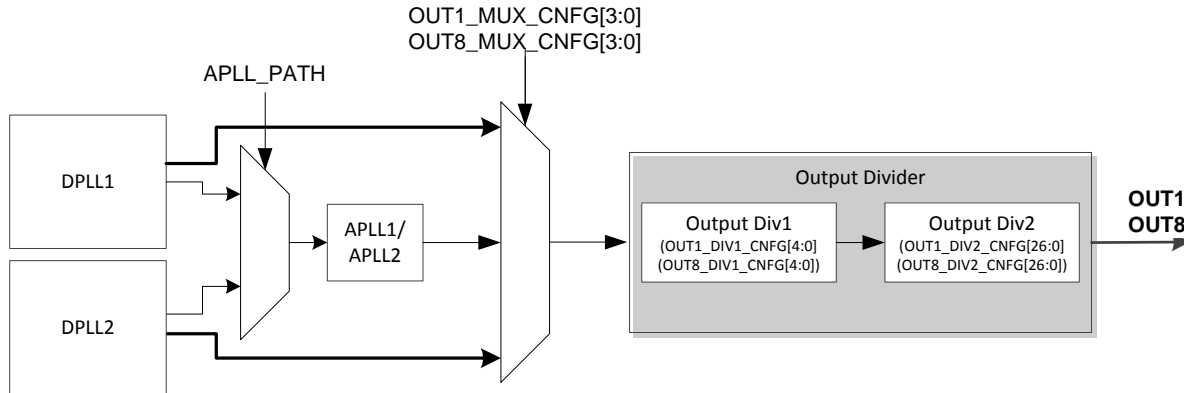 OUT1_MUX_CNFG[3:0]
OUT8_MUX_CNFG[3:0]
APLL_PATH
DPLL1
DPLL2
APLL1/
APLL2
Output Divider
Output Div1
(OUT1_DIV1_CNFG[4:0]
(OUT8_DIV1_CNFG[4:0])
Output Div2
(OUT1_DIV2_CNFG[26:0]
(OUT8_DIV2_CNFG[26:0])
OUT1
OUT8